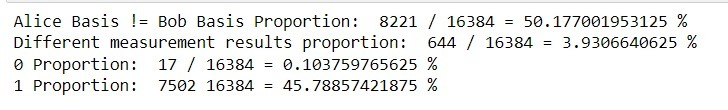 Alice Basis != Bob Basis Proportion:  8221 / 16384 = 50.177001953125 %
Different measurement results proportion:  644 / 16384 = 3.9306640625 %
0 Proportion:  17 / 16384 = 0.103759765625 %
1 Proportion:  7502 16384 = 45.78857421875 %